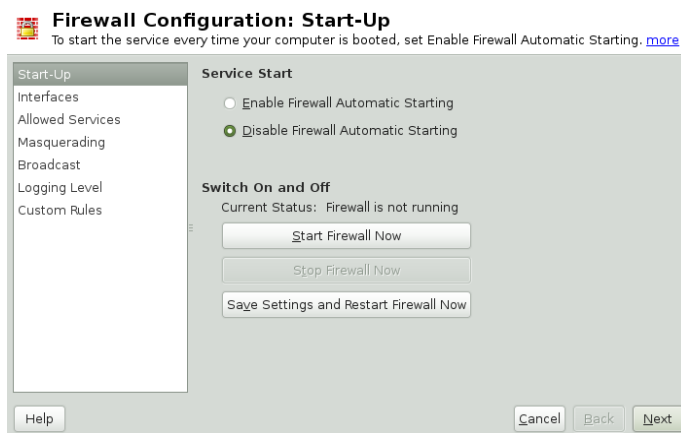 Firewall Configuration: Start-Up
To start the service every time your computer is booted, set Enable Firewall Automatic Starting. more
Start-Up
Interfaces
Allowed Services
Masquerading
Broadcast
Logging Level
Custom Rules
Service Start
Enable Firewall Automatic Starting
Disable Firewall Automatic Starting
Switch On and Off
Current Status: Firewall is not running
Start Firewall Now
Stop Firewall Now
Save Settings and Restart Firewall Now
Help
Cancel
Back
Next